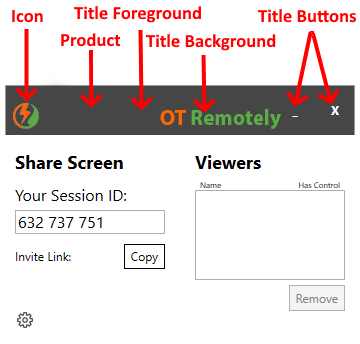 Icon Title Foreground Title Buttons
Product Title Background
OT Remotely - x
Share Screen Viewers
Your Session ID: Name Has Control
632 737 751
Invite Link: Copy
Remove